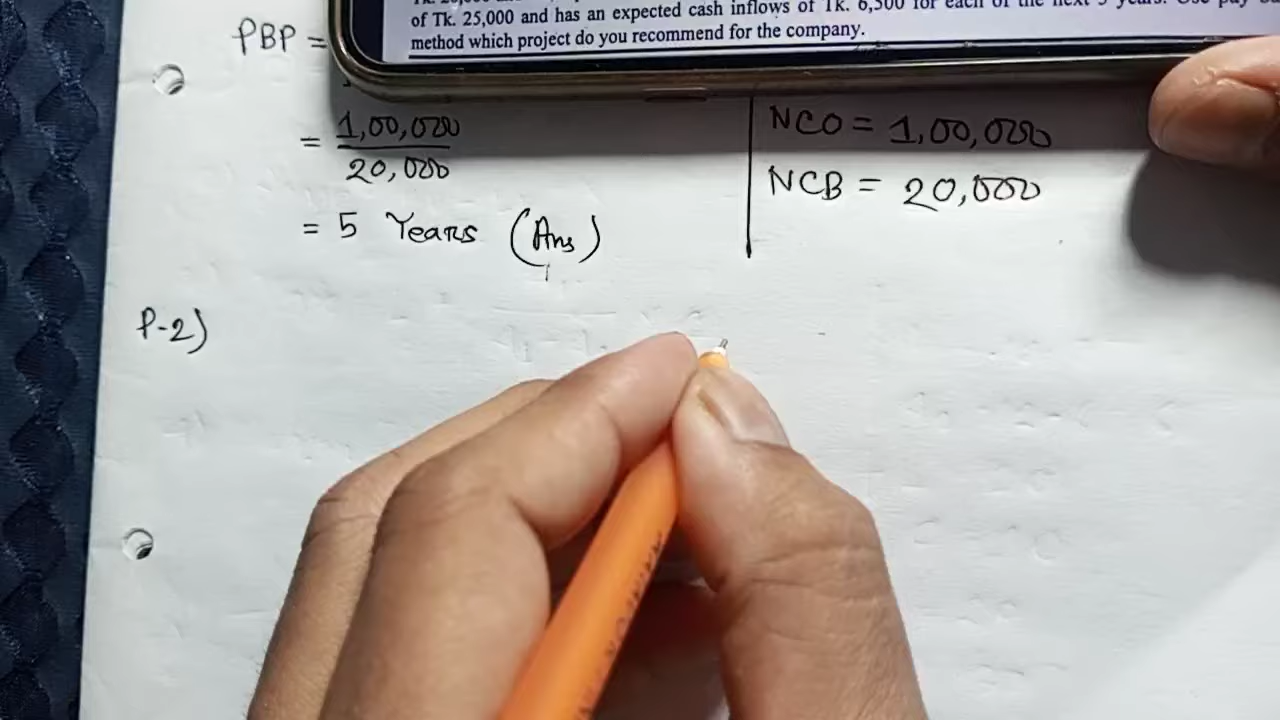 of Tk. 25,000 and has an expected cash inflows of Tk. 6,500 for each of the next 5 years. Use pay
method which project do you recommend for the company.
PBP =
= 1,00,000
20,000
= 5 Years (Ans)
NCO = 1,00,000
NCB = 20,000
P-2)